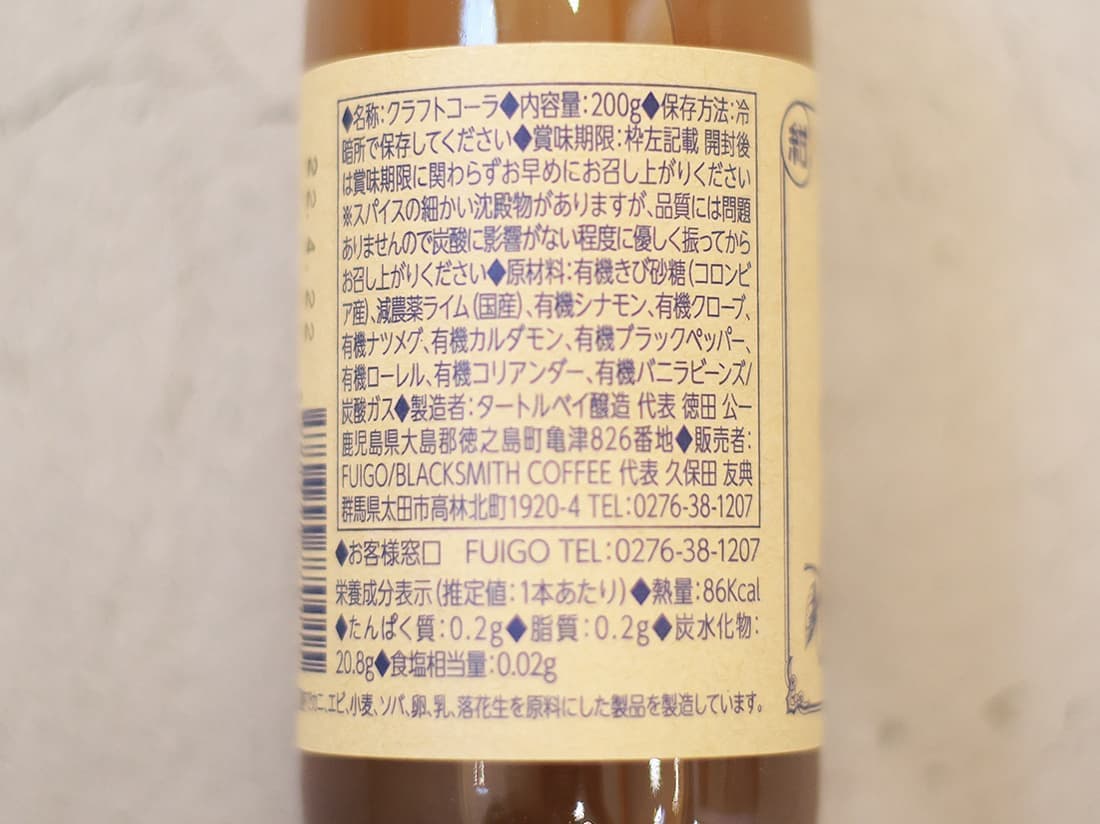 ◆名称:クラフトコーラ◆内容量:200g◆保存方法:冷
暗所で保存してください◆賞味期限:枠左記載 開封後
は賞味期限に関わらずお早めにお召し上がりください
※スパイスの細かい沈殿物がありますが、品質には問題
ありませんので炭酸に影響がない程度に優しく振ってから
お召し上がりください◆原材料:有機きび砂糖(コロンビ
ア産)、減農薬ライム(国産)、有機シナモン、有機クローブ、
有機ナツメグ、有機カルダモン、有機ブラックペッパー、
有機ローレル、有機コリアンダー、有機バニラビーンズ/
炭酸ガス◆製造者:タートルベイ醸造 代表 徳田 公一
鹿児島県大島郡徳之島町亀津826番地◆販売者:
FUIGO/BLACKSMITH COFFEE 代表 久保田 友典
群馬県太田市高林北町1920-4 TEL:0276-38-1207
◆お客様窓口 FUIGO TEL:0276-38-1207
栄養成分表示(推定値:1本あたり)◆熱量:86Kcal
◆たんぱく質:0.2g◆脂質:0.2g◆炭水化物:
20.8g◆食塩相当量:0.02g
ニ、エビ、小麦、ソバ、卵、乳、落花生を原料にした製品を製造しています。